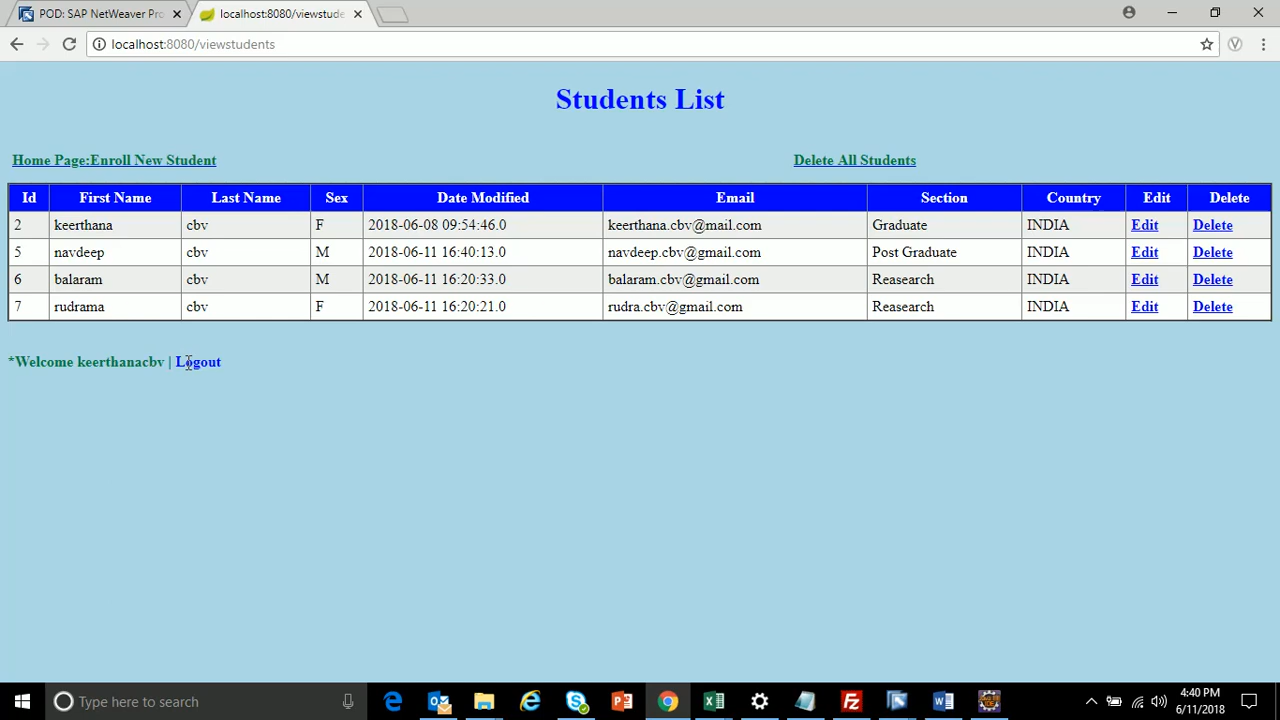 POD: SAP NetWeaver Pro
localhost:8080/viewstude
localhost:8080/viewstudents
Students List
Home Page:Enroll New Student
Delete All Students
Id First Name Last Name Sex Date Modified Email Section Country Edit Delete
2 keerthana cbv F 2018-06-08 09:54:46.0 keerthana.cbv@mail.com Graduate INDIA Edit Delete
5 navdeep cbv M 2018-06-11 16:40:13.0 navdeep.cbv@gmail.com Post Graduate INDIA Edit Delete
6 balaram cbv M 2018-06-11 16:20:33.0 balaram.cbv@gmail.com Reasearch INDIA Edit Delete
7 rudrama cbv F 2018-06-11 16:20:21.0 rudra.cbv@gmail.com Reasearch INDIA Edit Delete
*Welcome keerthanacbv | Logout
Type here to search
4:40 PM
6/11/2018